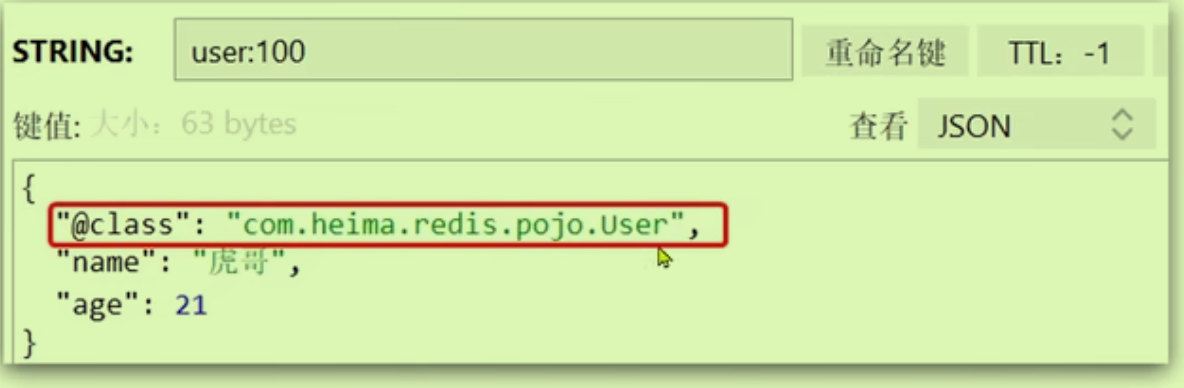 STRING: user:100 重命名键 TTL：-1
键值: 大小：63 bytes 查看 JSON
{
"@class": "com.heima.redis.pojo.User",
"name": "虎哥",
"age": 21
}